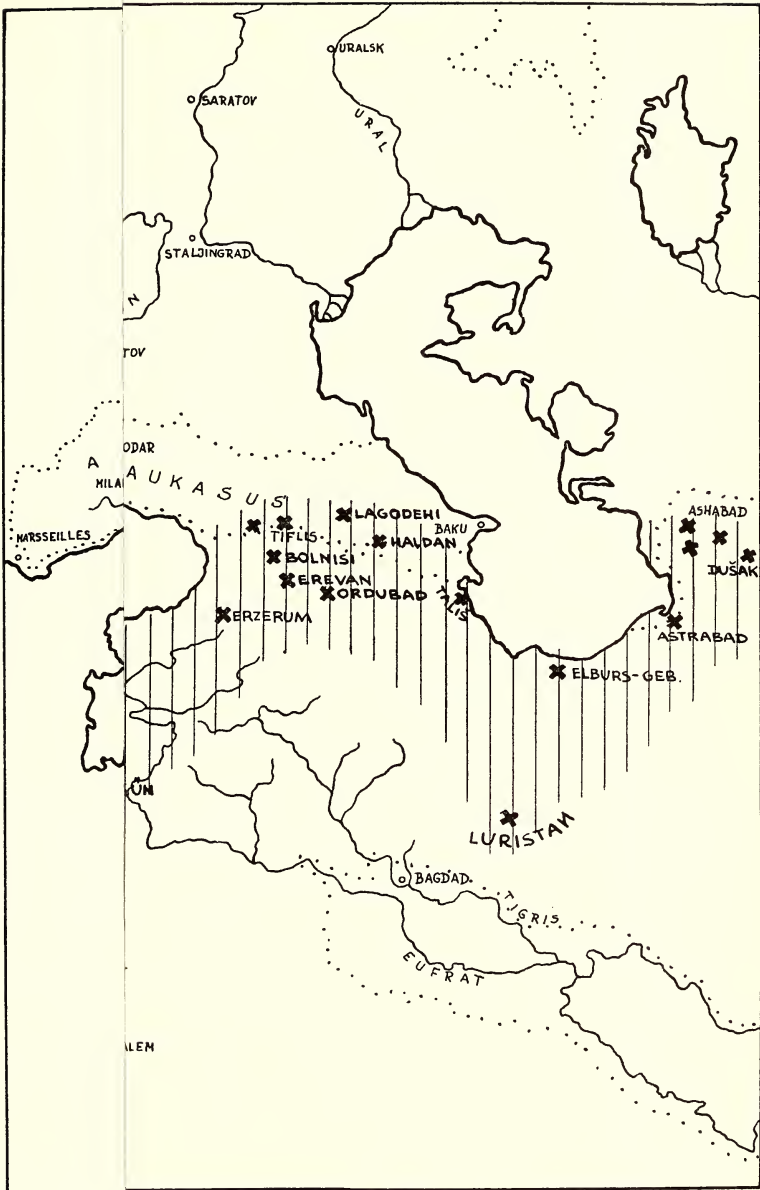 URALSK
SARATOV
URAL
STALJINGRAD
N
TOV
ODAR
A AUKASUS
MILA
MARSSEILLES
LAGODEHI
ASHABAD
TIFLIS
BAKU
HALDAN
BOLNISI
DUŠAK
EREVAN
ORDUBAD
TALIS
ERZERUM
ASTRABAD
ELBURS-GEB.
ÜN
LURISTAN
BAGDAD
TIGRIS
EUFRAT
ALEM